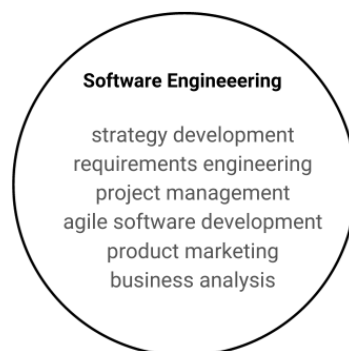 Software Engineeering
strategy development
requirements engineering
project management
agile software development
product marketing
business analysis